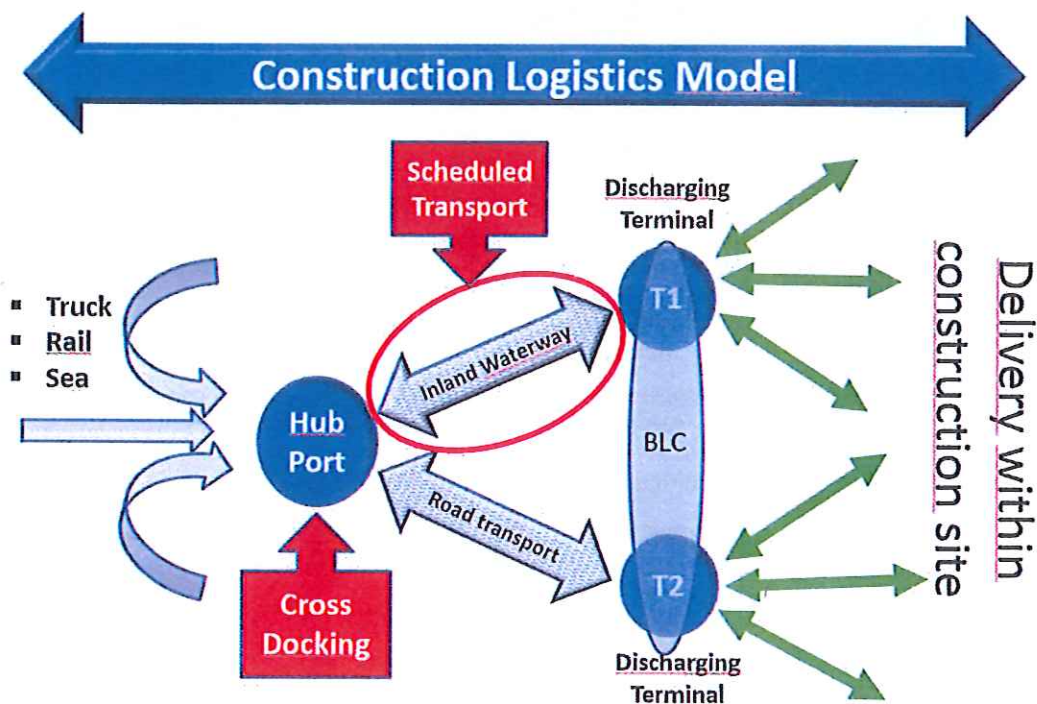 Construction Logistics Model
Scheduled
Transport
Discharging
Terminal
▪ Truck
▪ Rail
▪ Sea
Hub
Port
Inland Waterway
Road transport
T1
BLC
T2
Cross
Docking
Discharging
Terminal
Delivery within
construction site